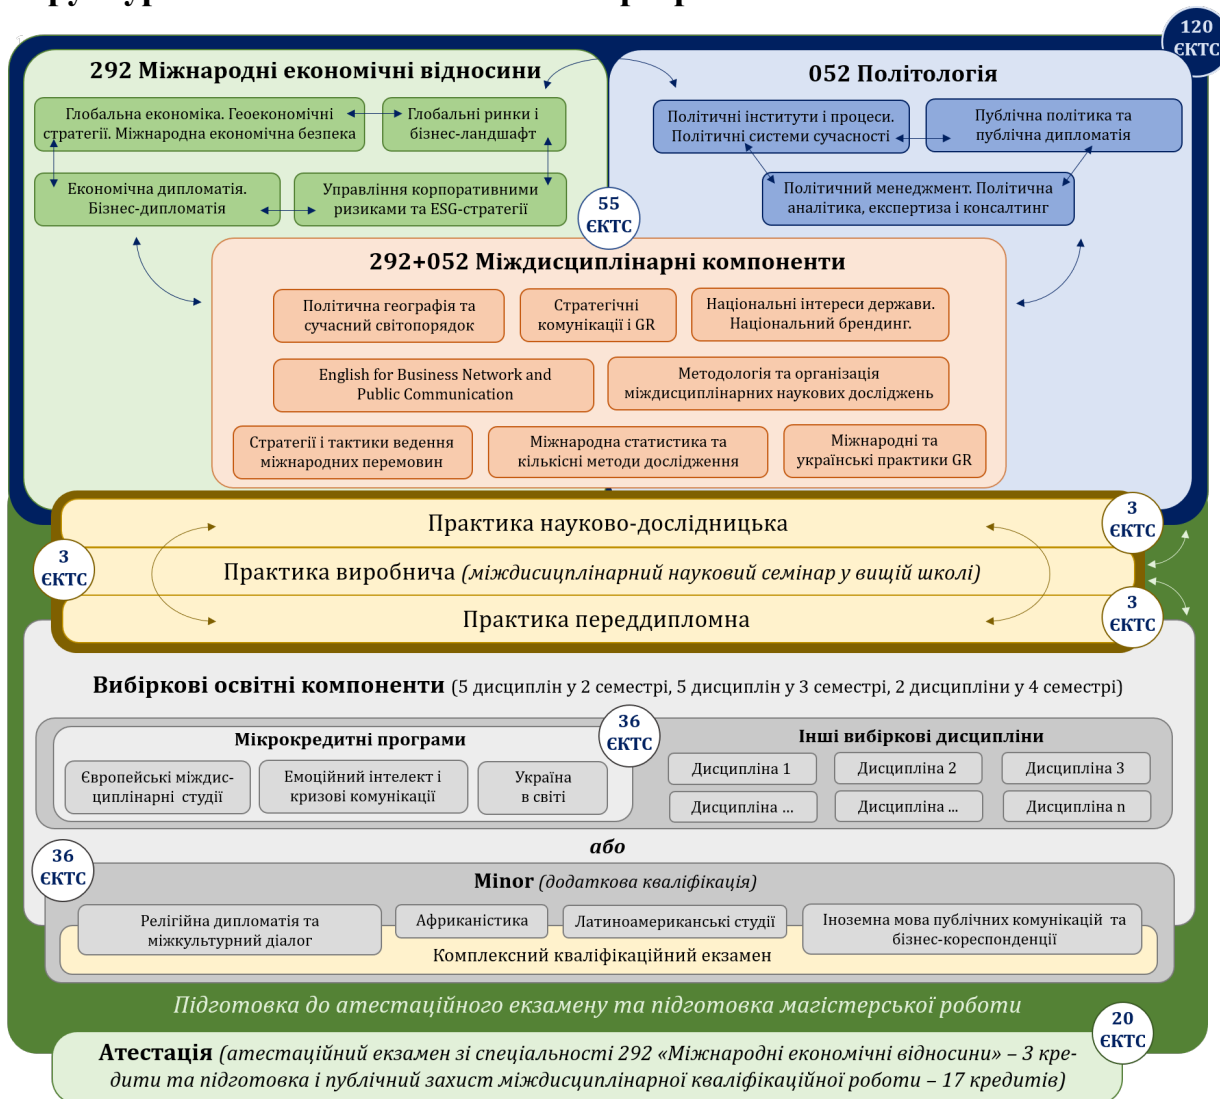 120
ЄКТС
292 Міжнародні економічні відносини
Глобальна економіка. Геоекономічні
стратегії. Міжнародна економічна безпека
Глобальні ринки і
бізнес-ландшафт
Економічна дипломатія.
Бізнес-дипломатія
Управління корпоративними
ризиками та ESG-стратегії
052 Політологія
Політичні інститути і процеси.
Політичні системи сучасності
Публічна політика та
публічна дипломатія
Політичний менеджмент. Політична
аналітика, експертиза і консалтинг
55
ЄКТС
292+052 Міждисциплінарні компоненти
Політична географія та
сучасний світопорядок
Стратегічні
комунікації і GR
Національні інтереси держави.
Національний брендинг.
English for Business Network and
Public Communication
Методологія та організація
міждисциплінарних наукових досліджень
Стратегії і тактики ведення
міжнародних перемовин
Міжнародна статистика та
кількісні методи дослідження
Міжнародні та
українські практики GR
Практика науково-дослідницька
3
ЄКТС
3
ЄКТС
Практика виробнича (міждисициплінарний науковий семінар у вищій школі)
Практика переддипломна
3
ЄКТС
Вибіркові освітні компоненти (5 дисциплін у 2 семестрі, 5 дисциплін у 3 семестрі, 2 дисципліни у 4 семестрі)
36
ЄКТС
Мікрокредитні програми
Європейські міждис-
циплінарні студії
Емоційний інтелект і
кризові комунікації
Україна
в світі
Інші вибіркові дисципліни
Дисципліна 1
Дисципліна 2
Дисципліна 3
Дисципліна ...
Дисципліна ...
Дисципліна n
або
36
ЄКТС
Minor (додаткова кваліфікація)
Релігійна дипломатія та
міжкультурний діалог
Африканістика
Латиноамериканські студії
Іноземна мова публічних комунікацій та
бізнес-кореспонденції
Комплексний кваліфікаційний екзамен
Підготовка до атестаційного екзамену та підготовка магістерської роботи
20
ЄКТС
Атестація (атестаційний екзамен зі спеціальності 292 «Міжнародні економічні відносини» – 3 кре-
дити та підготовка і публічний захист міждисциплінарної кваліфікаційної роботи – 17 кредитів)